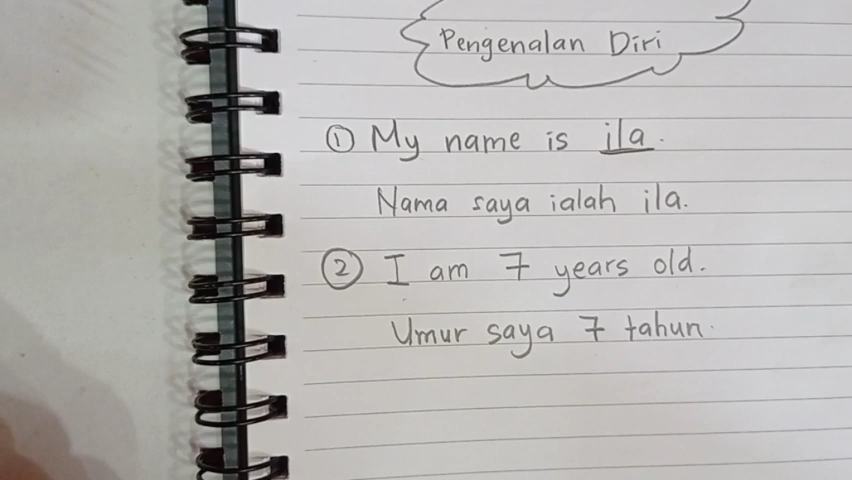 Pengenalan Diri
① My name is ila.
Nama saya ialah ila.
② I am 7 years old.
Umur saya 7 tahun.